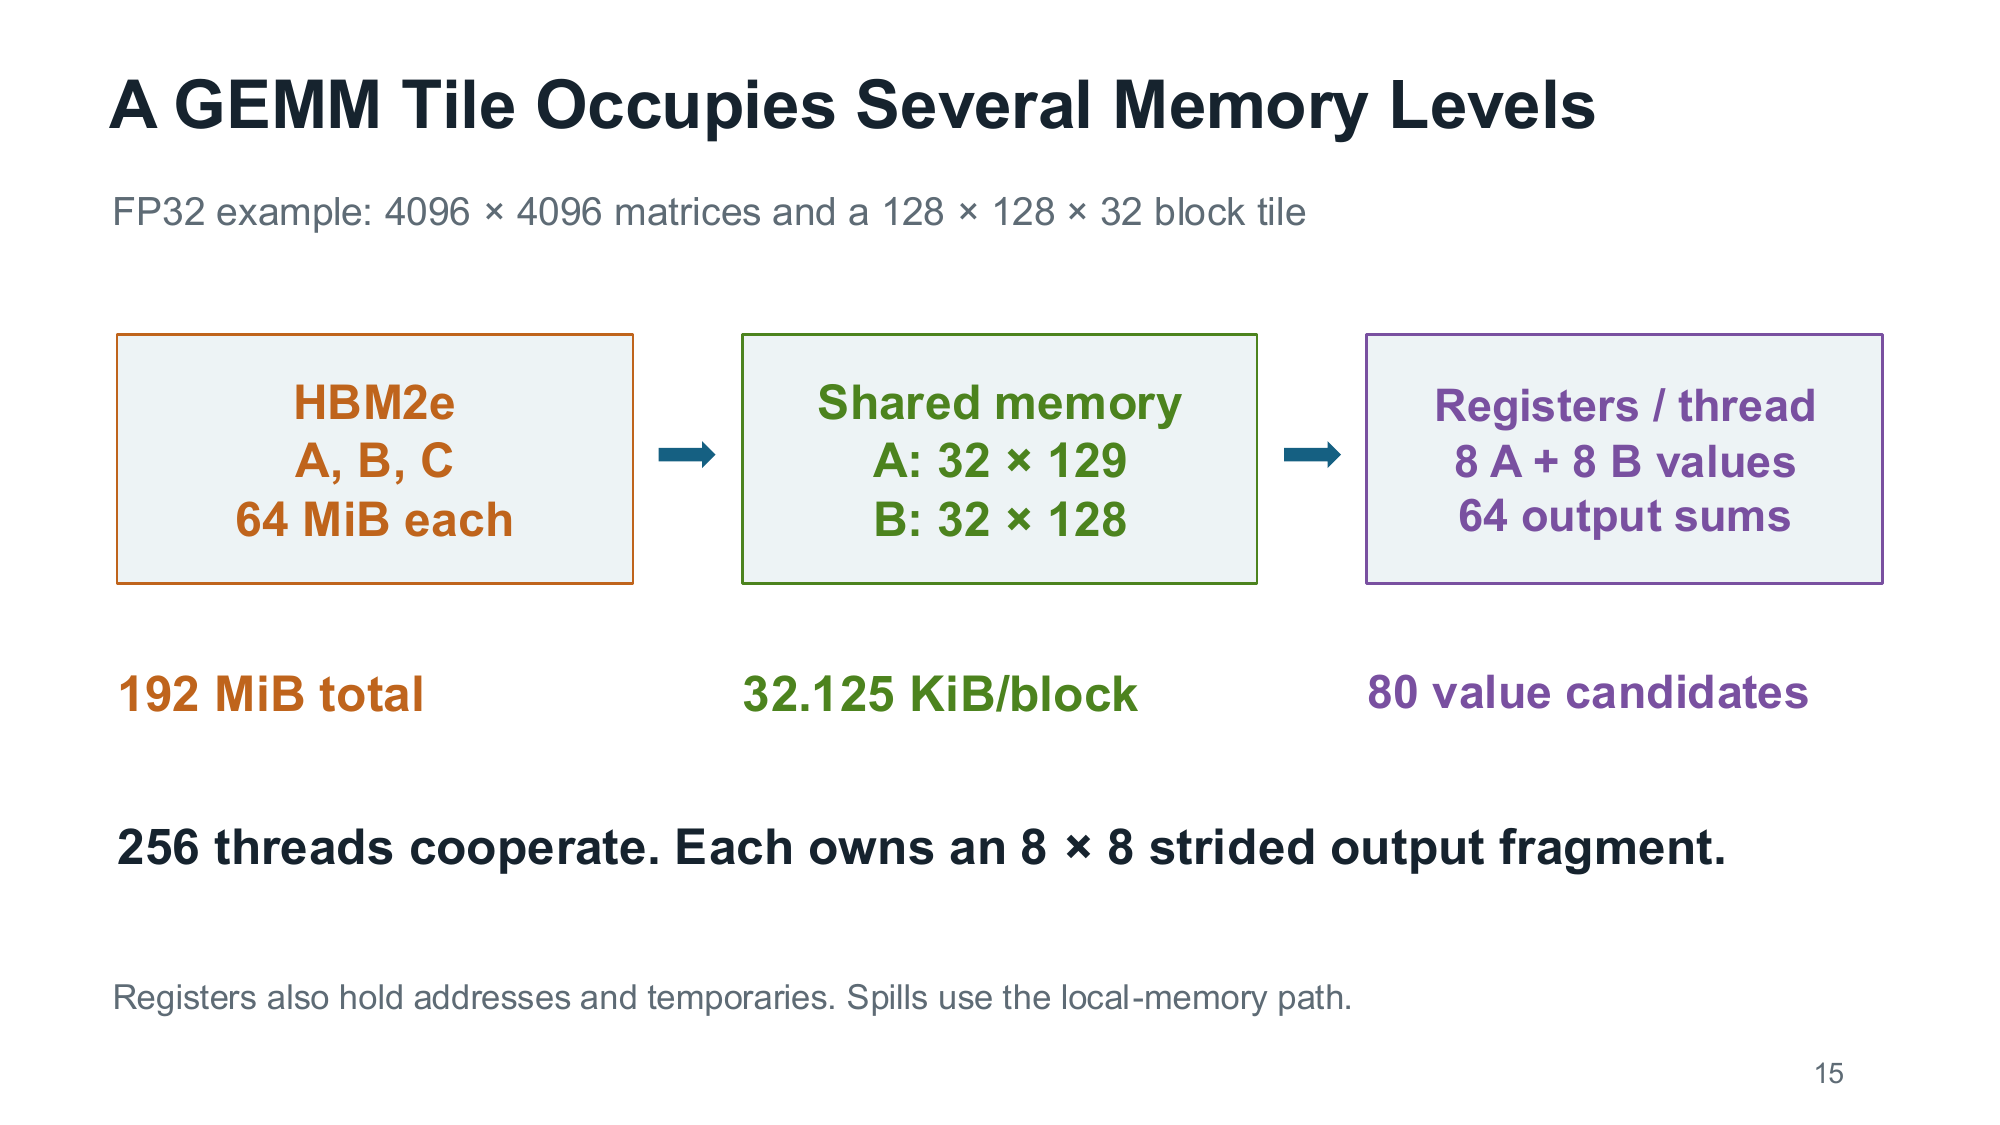 A GEMM Tile Occupies Several Memory Levels
FP32 example: 4096 × 4096 matrices and a 128 × 128 × 32 block tile
HBM2e
A, B, C
64 MiB each
Shared memory
A: 32 × 129
B: 32 × 128
Registers / thread
8 A + 8 B values
64 output sums
192 MiB total
32.125 KiB/block
80 value candidates
256 threads cooperate. Each owns an 8 × 8 strided output fragment.
Registers also hold addresses and temporaries. Spills use the local-memory path.
15